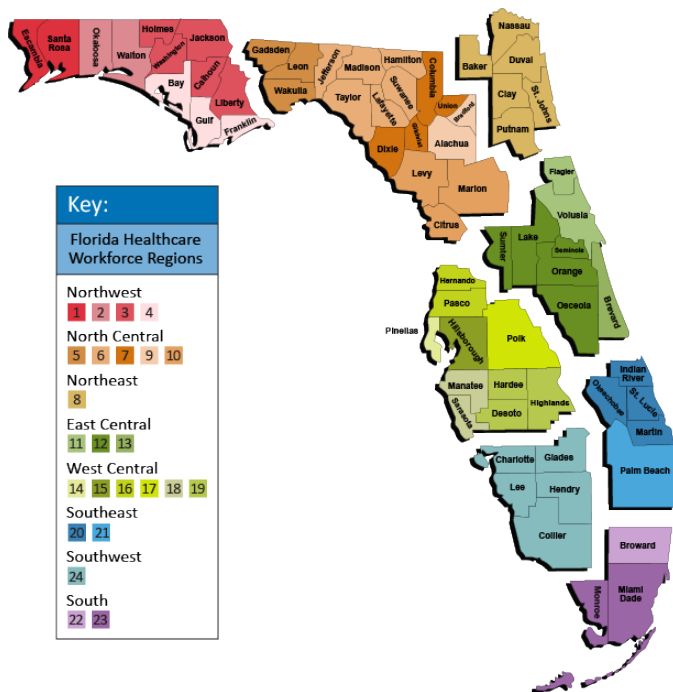 Escambia
Santa
Rosa
Okaloosa
Walton
Holmes
Washington
Jackson
Bay
Calhoun
Liberty
Gulf
Franklin
Gadsden
Leon
Wakulla
Jefferson
Madison
Taylor
Hamilton
Suwanee
Lafayette
Columbia
Union
Bradford
Gilchrist
Alachua
Dixie
Levy
Marion
Citrus
Nassau
Baker
Duval
Clay
St. Johns
Putnam
Flagler
Volusia
Sumter
Lake
Seminole
Orange
Osceola
Brevard
Hernando
Pasco
Pinellas
Hillsborough
Polk
Manatee
Hardee
Highlands
Sarasota
Desoto
Indian
River
Okeechobee
St. Lucie
Martin
Palm Beach
Charlotte
Glades
Lee
Hendry
Collier
Broward
Monroe
Miami
Dade
Key:
Florida Healthcare
Workforce Regions
Northwest
1 2 3 4
North Central
5 6 7 9 10
Northeast
8
East Central
11 12 13
West Central
14 15 16 17 18 19
Southeast
20 21
Southwest
24
South
22 23